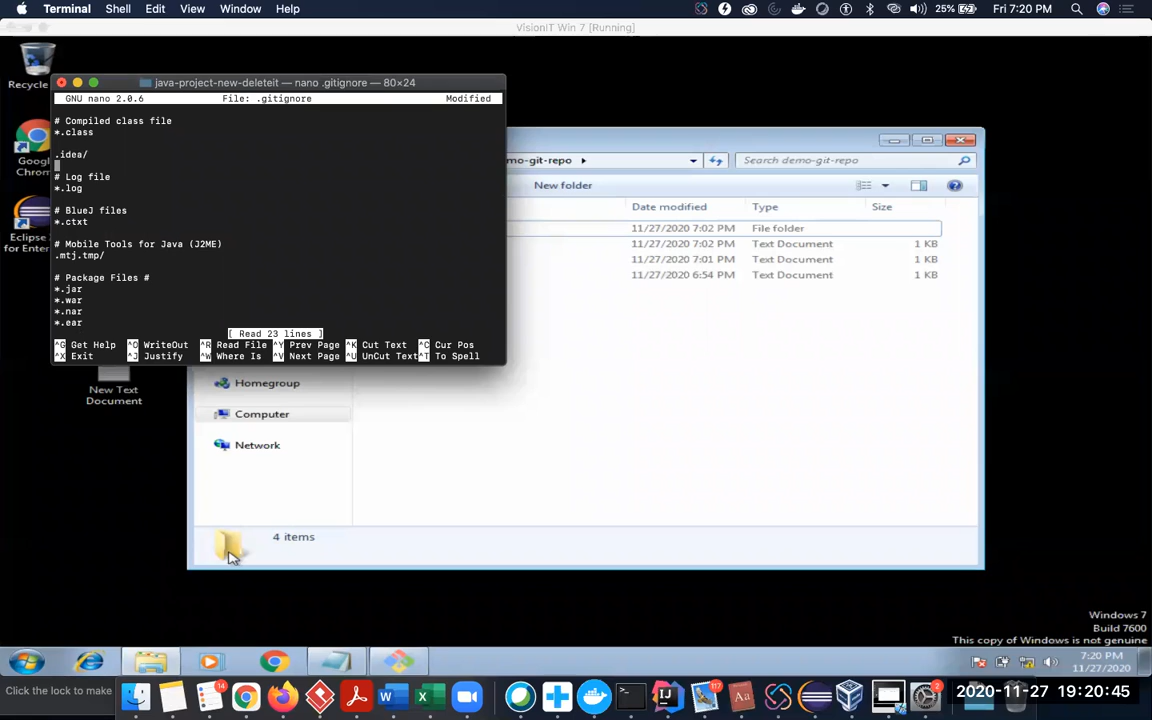 Terminal Shell Edit View Window Help 25% Fri 7:20 PM
VisionIT Win 7 [Running]
Recycle
java-project-new-deleteit — nano .gitignore — 80×24
GNU nano 2.0.6 File: .gitignore Modified
# Compiled class file
*.class
.idea/
# Log file
*.log
# BlueJ files
*.ctxt
# Mobile Tools for Java (J2ME)
.mtj.tmp/
# Package Files #
*.jar
*.war
*.nar
*.ear
[ Read 23 lines ]
^G Get Help ^O WriteOut ^R Read File ^Y Prev Page ^K Cut Text ^C Cur Pos
^X Exit ^J Justify ^W Where Is ^V Next Page ^U UnCut Text ^T To Spell
Goog
Chrom
Eclipse
for Enter
New Text
Document
mo-git-repo Search demo-git-repo
New folder
Date modified Type Size
11/27/2020 7:02 PM File folder
11/27/2020 7:02 PM Text Document 1 KB
11/27/2020 7:01 PM Text Document 1 KB
11/27/2020 6:54 PM Text Document 1 KB
Homegroup
Computer
Network
4 items
Windows 7
Build 7600
This copy of Windows is not genuine
7:20 PM
11/27/2020
Click the lock to make
14
117
2
2020-11-27 19:20:45